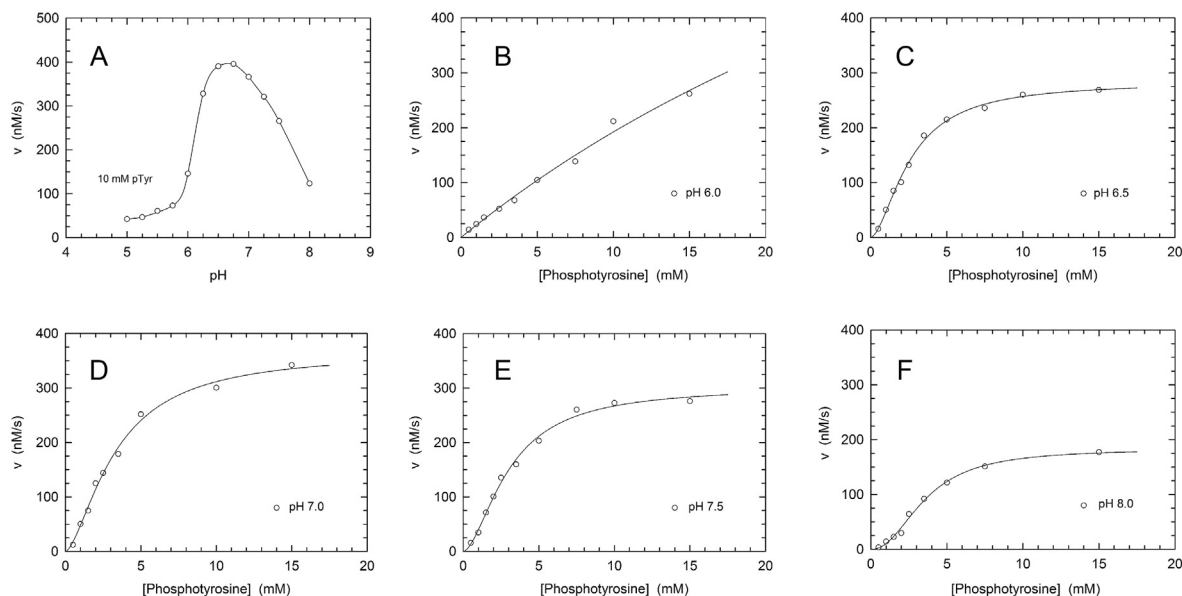 A
v (nM/s)
500
400
300
200
100
0
10 mM pTyr
4 5 6 7 8 9
pH
B
v (nM/s)
400
300
200
100
0
pH 6.0
0 5 10 15 20
[Phosphotyrosine] (mM)
C
v (nM/s)
400
300
200
100
0
pH 6.5
0 5 10 15 20
[Phosphotyrosine] (mM)
D
v (nM/s)
400
300
200
100
0
pH 7.0
0 5 10 15 20
[Phosphotyrosine] (mM)
E
v (nM/s)
400
300
200
100
0
pH 7.5
0 5 10 15 20
[Phosphotyrosine] (mM)
F
v (nM/s)
400
300
200
100
0
pH 8.0
0 5 10 15 20
[Phosphotyrosine] (mM)